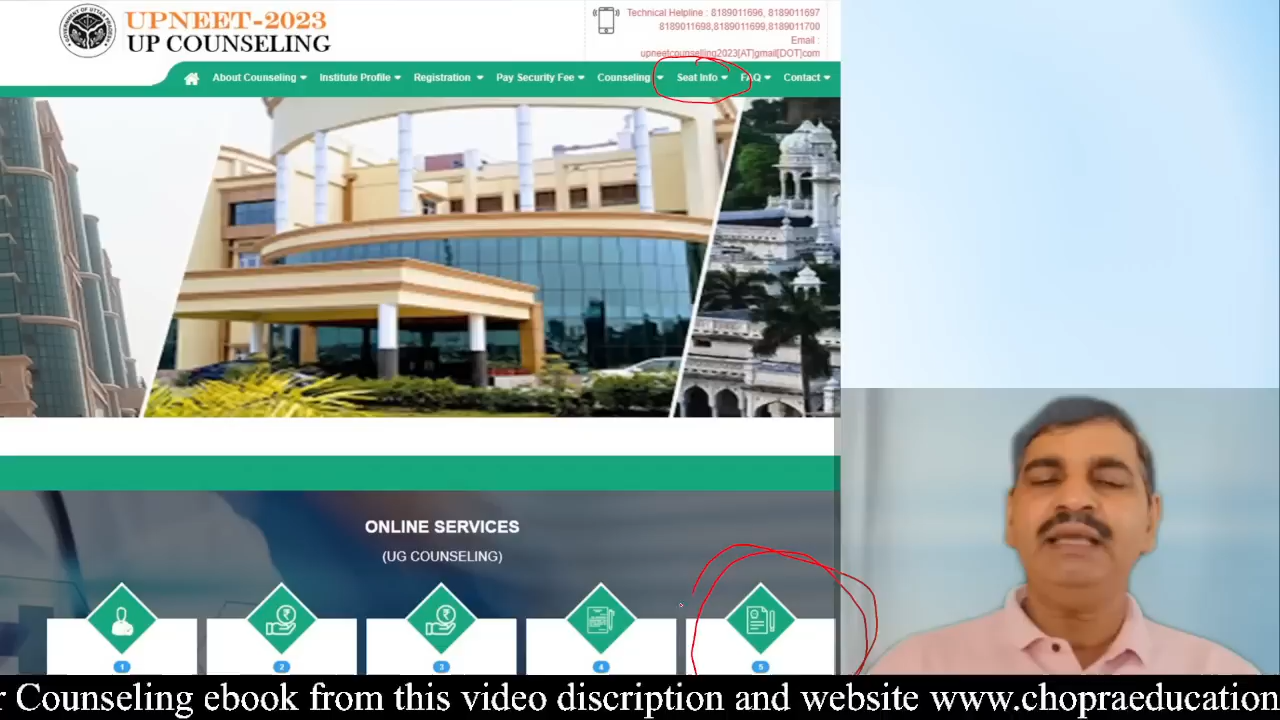 UPNEET-2023
UP COUNSELING
Technical Helpline : 8189011696, 8189011697
8189011698,8189011699,8189011700
Email :
upneetcounselling2023[AT]gmail[DOT]com
About Counseling
Institute Profile
Registration
Pay Security Fee
Counseling
Seat Info
FAQ
Contact
ONLINE SERVICES
(UG COUNSELING)
1
2
3
4
5
r Counseling ebook from this video discription and website www.chopraeducation